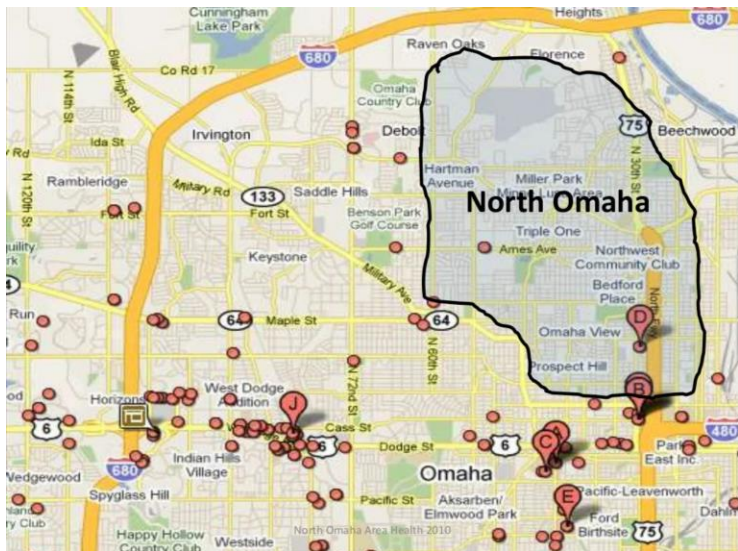 Cunningham
Lake Park
Heights
Raven Oaks
Florence
680
Co Rd 17
N 114th St
Blair High Rd
Omaha
Country Club
75
Beechwood
Irvington
Debolt
Ida St
N 30th St
N 120th St
Rambleridge
Military Rd
133
Saddle Hills
Hartman
Avenue
Miller Park
North Omaha
Fort St
Fort St
Benson Park
Golf Course
Triple One
Ames Ave
Northwest
Community Club
Keystone
Military Ave
Bedford
Place
Run
64
Maple St
64
D
Omaha View
N 60th St
Prospect Hill
N 72nd St
West Dodge
Addition
B
Horizons
J
Cass St
6
6
Dodge St
6
A
C
480
Park
East Inc.
Indian Hills
Village
Wedgewood
680
Omaha
Spyglass Hill
Pacific St
Aksarben/
Elmwood Park
E
Pacific-Leavenworth
Ford
Birthsite
Happy Hollow
Country Club
North Omaha Area Health 2010
Westside
75